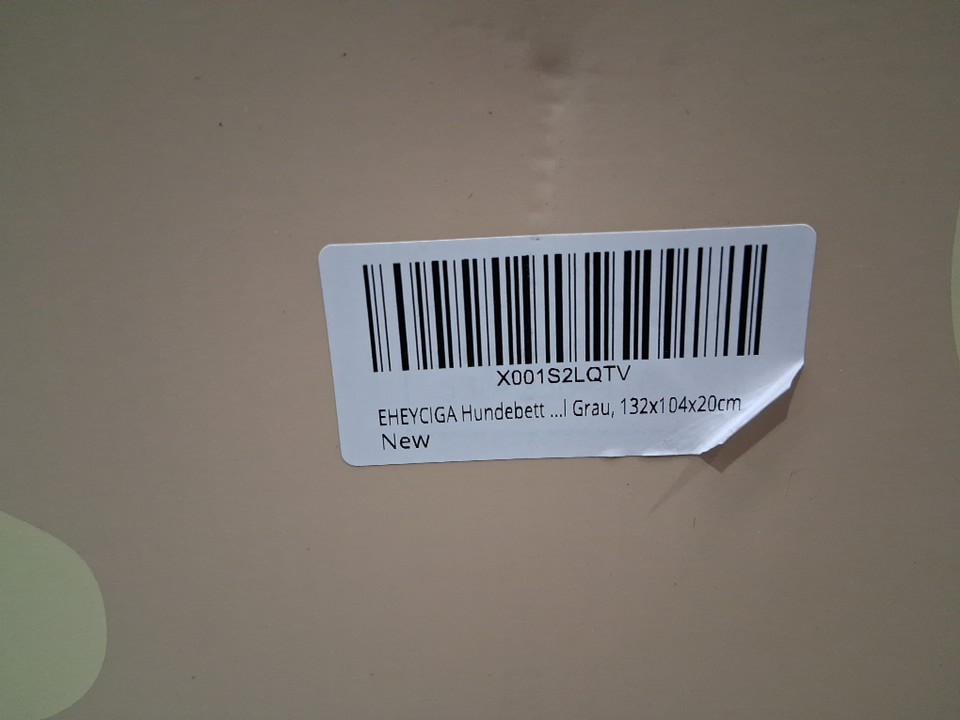 X001S2LQTV
EHEYCIGA Hundebett ...l Grau, 132x104x20cm
New